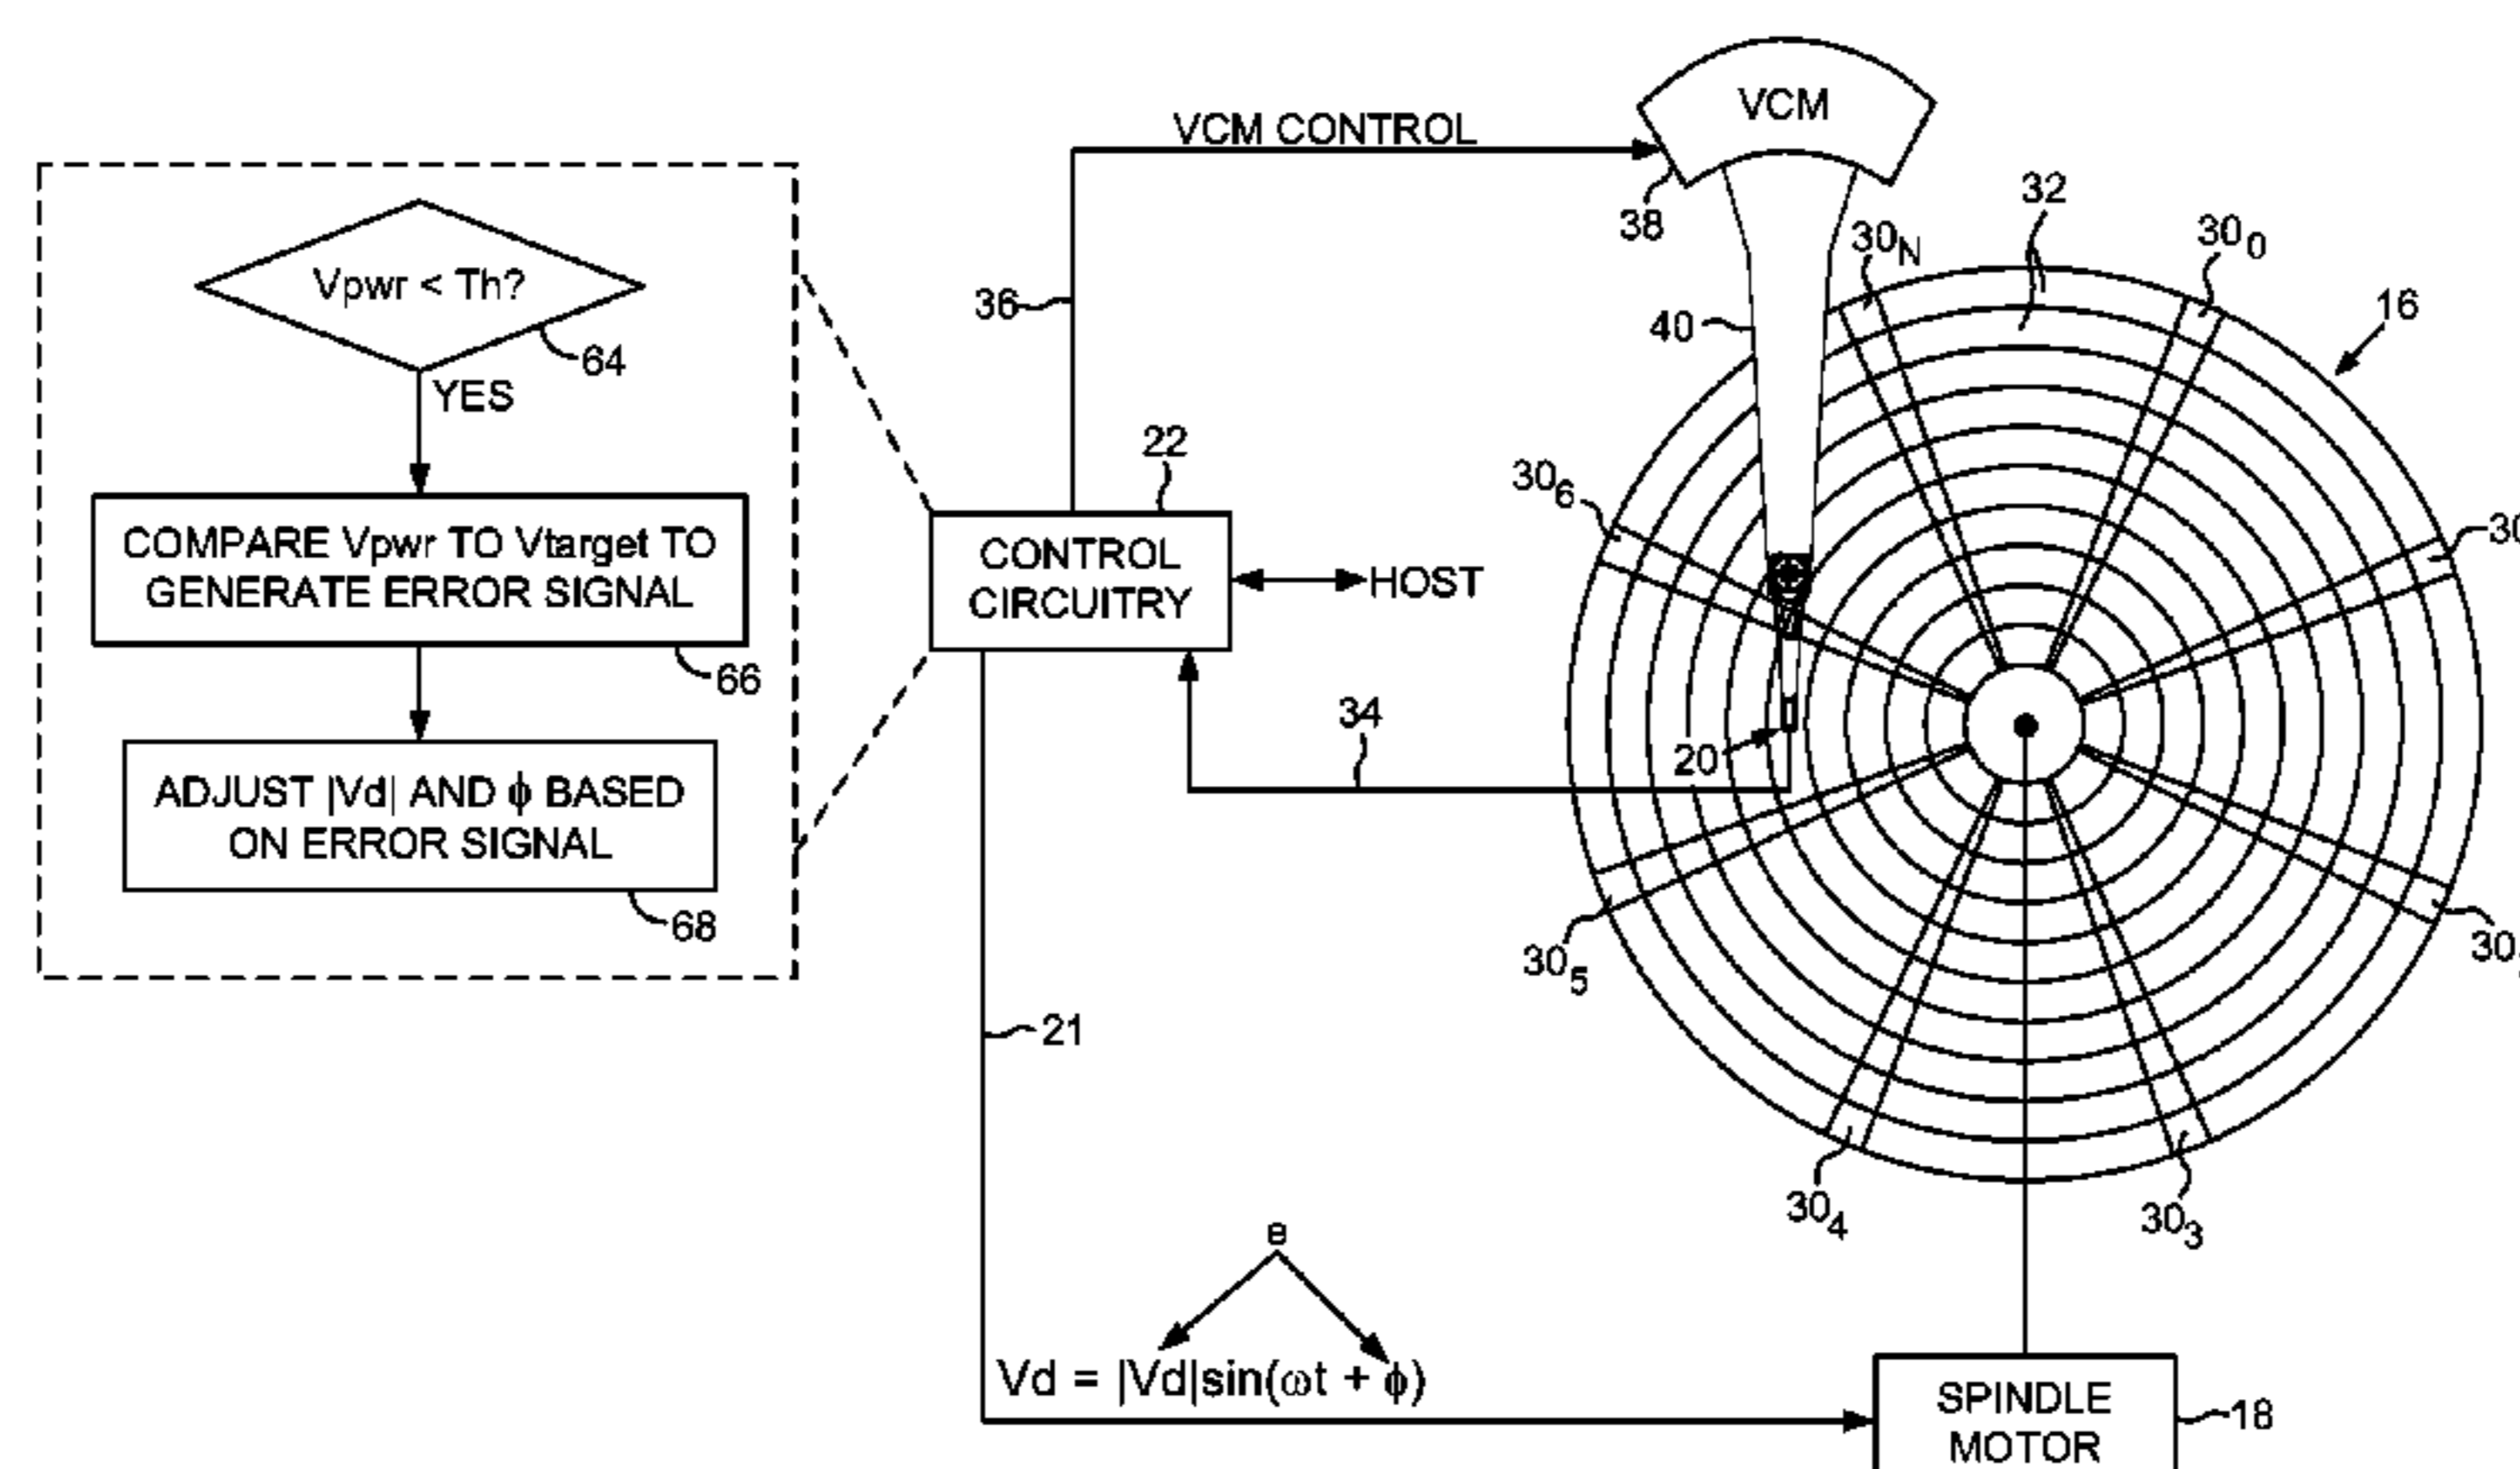 VCM
VCM CONTROL
38
32
30N
300
16
Vpwr < Th?
64
YES
36
40
22
306
COMPARE Vpwr TO Vtarget TO
GENERATE ERROR SIGNAL
66
CONTROL
CIRCUITRY
HOST
34
20
ADJUST |Vd| AND ϕ BASED
ON ERROR SIGNAL
68
305
30
21
304
303
e
Vd = |Vd|sin(ωt + ϕ)
SPINDLE
MOTOR
18